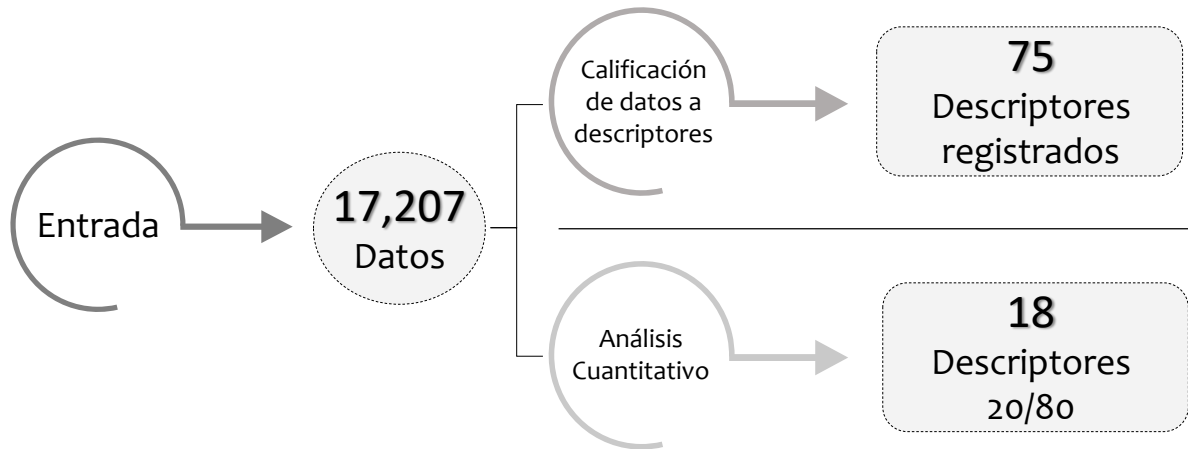 Entrada
17,207
Datos
Calificación
de datos a
descriptores
75
Descriptores
registrados
Análisis
Cuantitativo
18
Descriptores
20/80